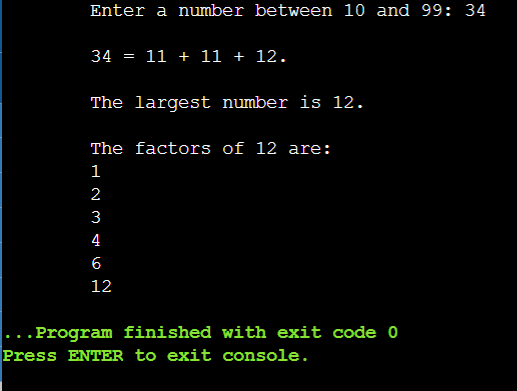 Enter a number between 10 and 99: 34
34 = 11 + 11 + 12.
The largest number is 12.
The factors of 12 are:
1
2
3
4
6
12
...Program finished with exit code 0
Press ENTER to exit console.